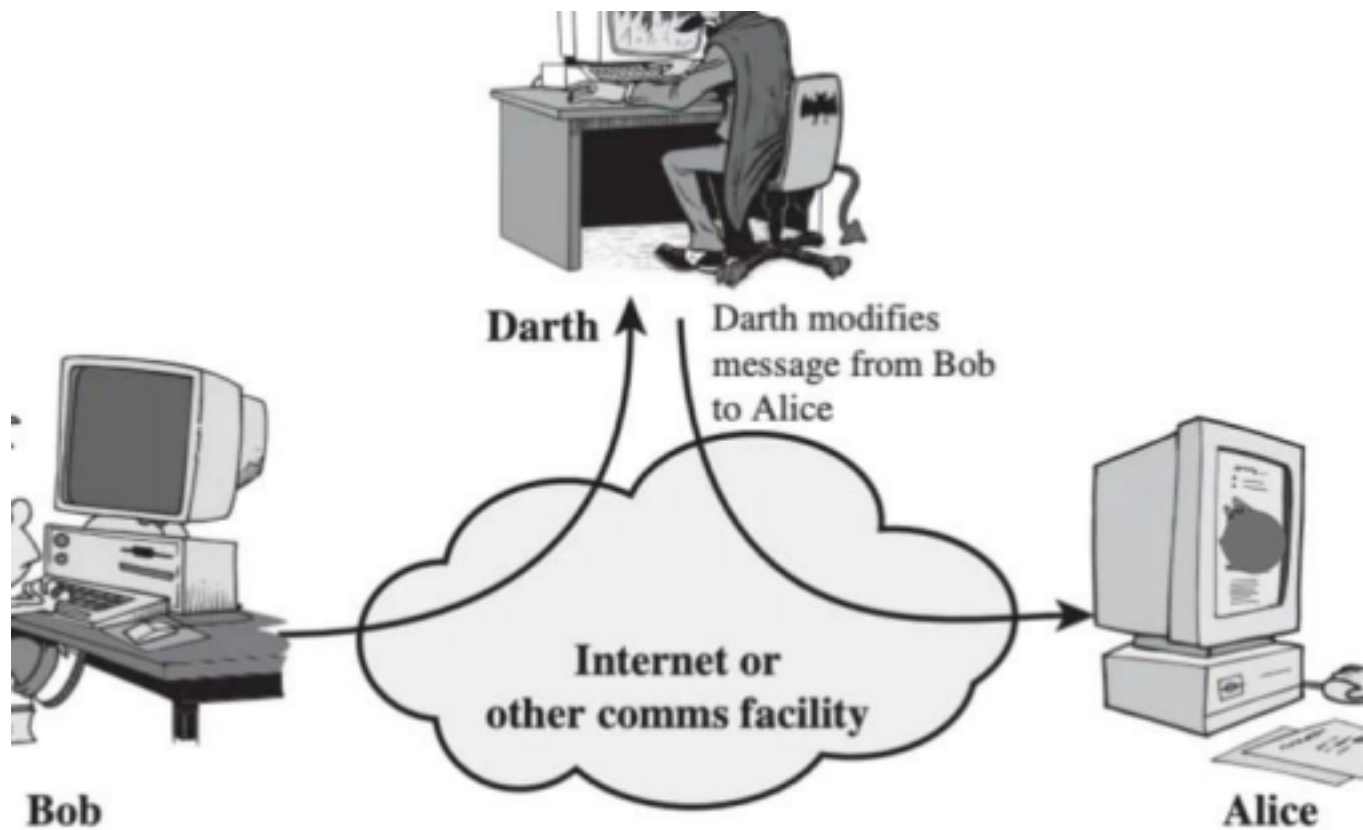 Darth
Darth modifies
message from Bob
to Alice
Internet or
other comms facility
Bob
Alice